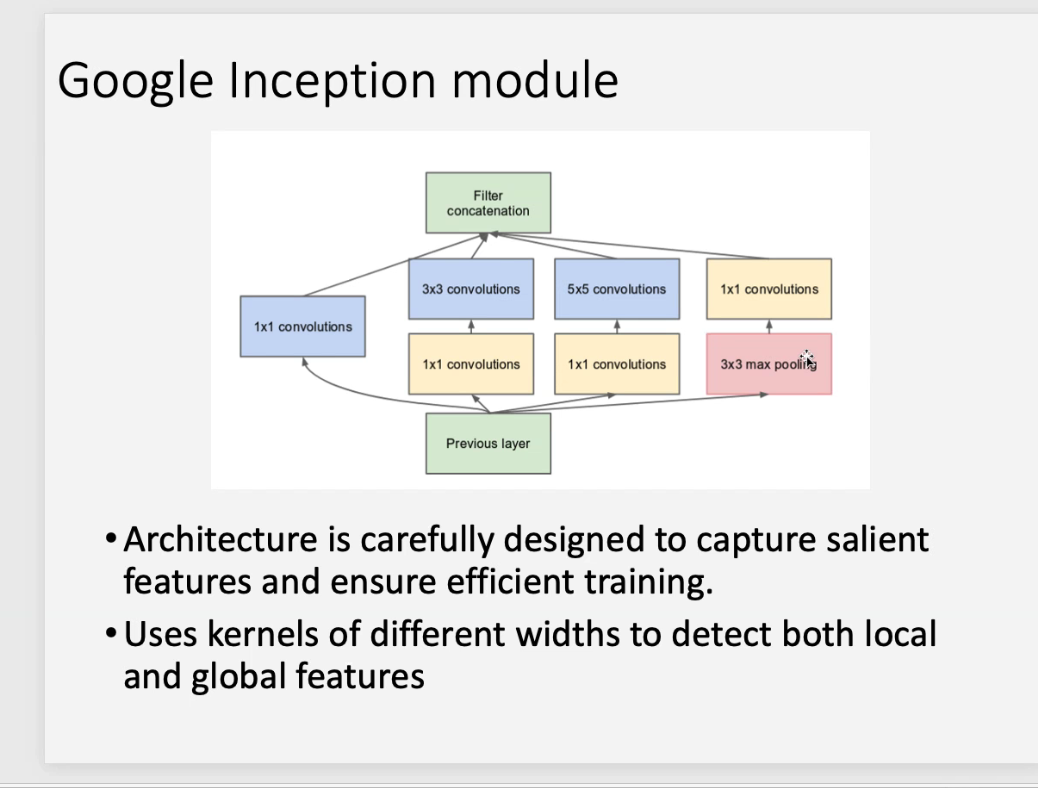 Google Inception module
Filter
concatenation
3x3 convolutions
5x5 convolutions
1x1 convolutions
1x1 convolutions
1x1 convolutions
1x1 convolutions
3x3 max pooling
Previous layer
•Architecture is carefully designed to capture salient
features and ensure efficient training.
•Uses kernels of different widths to detect both local
and global features